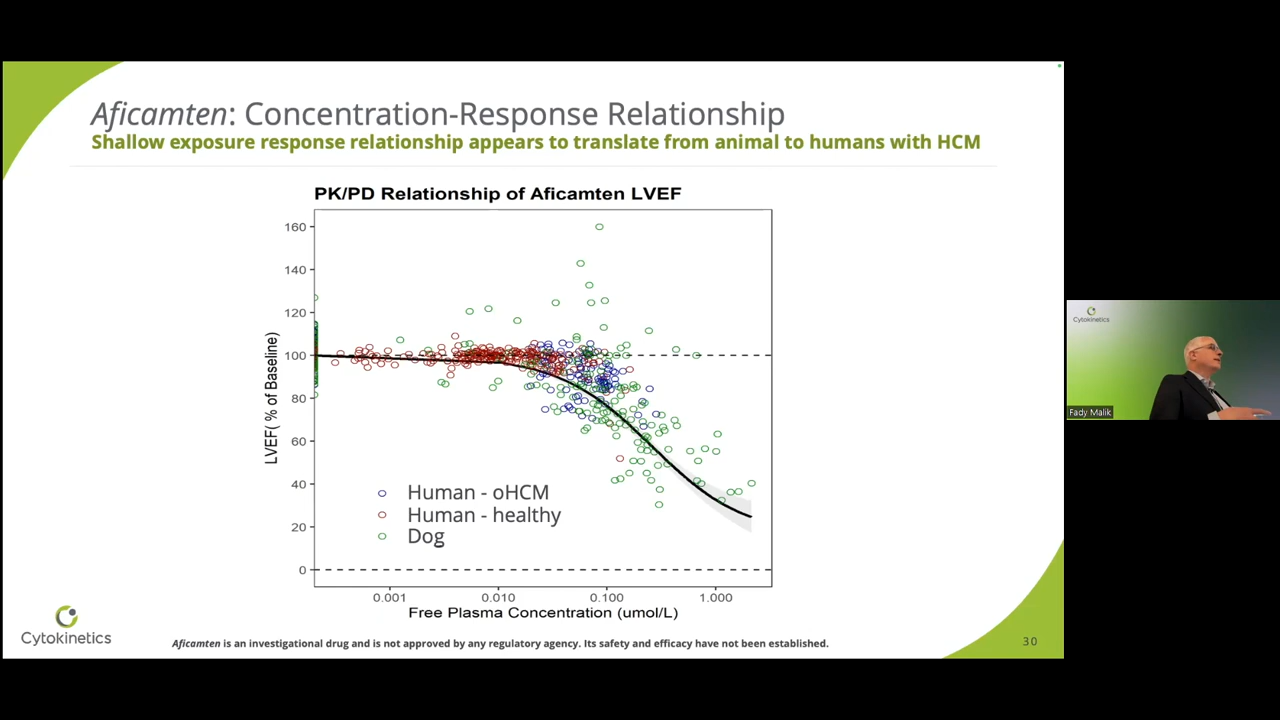 Aficamten: Concentration-Response Relationship
Shallow exposure response relationship appears to translate from animal to humans with HCM
PK/PD Relationship of Aficamten LVEF
160
140
120
100
80
60
40
20
0
LVEF( % of Baseline)
Human - oHCM
Human - healthy
Dog
0.001 0.010 0.100 1.000
Free Plasma Concentration (umol/L)
Cytokinetics
Aficamten is an investigational drug and is not approved by any regulatory agency. Its safety and efficacy have not been established.
30
Cytokinetics
Fady Malik